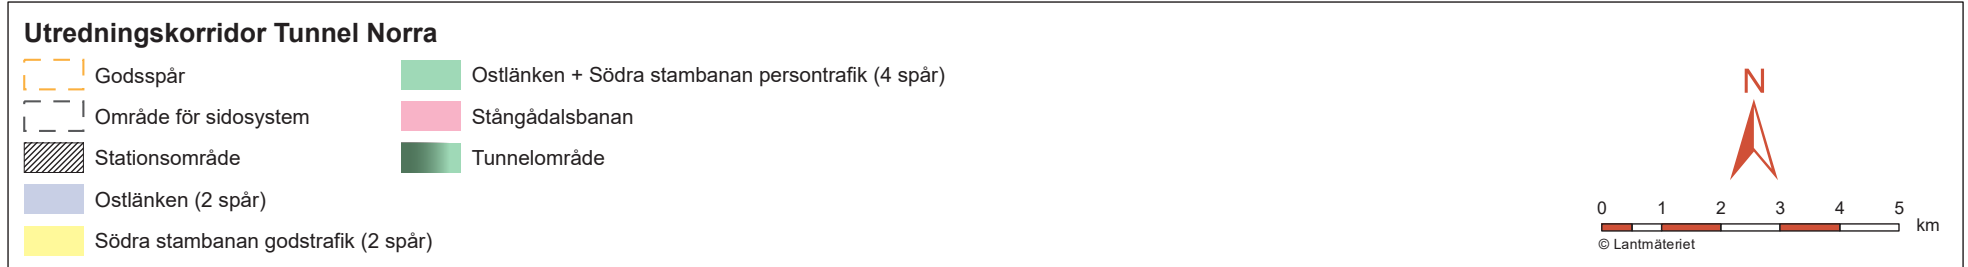 Utredningskorridor Tunnel Norra
Godsspår
Område för sidosystem
Stationsområde
Ostlänken (2 spår)
Södra stambanan godstrafik (2 spår)
Ostlänken + Södra stambanan persontrafik (4 spår)
Stångådalsbanan
Tunnelområde
N
0 1 2 3 4 5 km
© Lantmäteriet